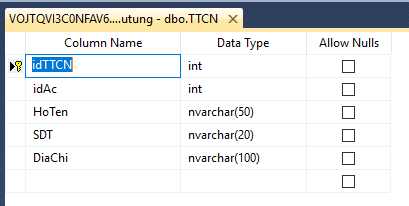 VOJTQVI3C0NFAV6....utung - dbo.TTCN
Column Name Data Type Allow Nulls
idTTCN int
idAc int
HoTen nvarchar(50)
SDT nvarchar(20)
DiaChi nvarchar(100)